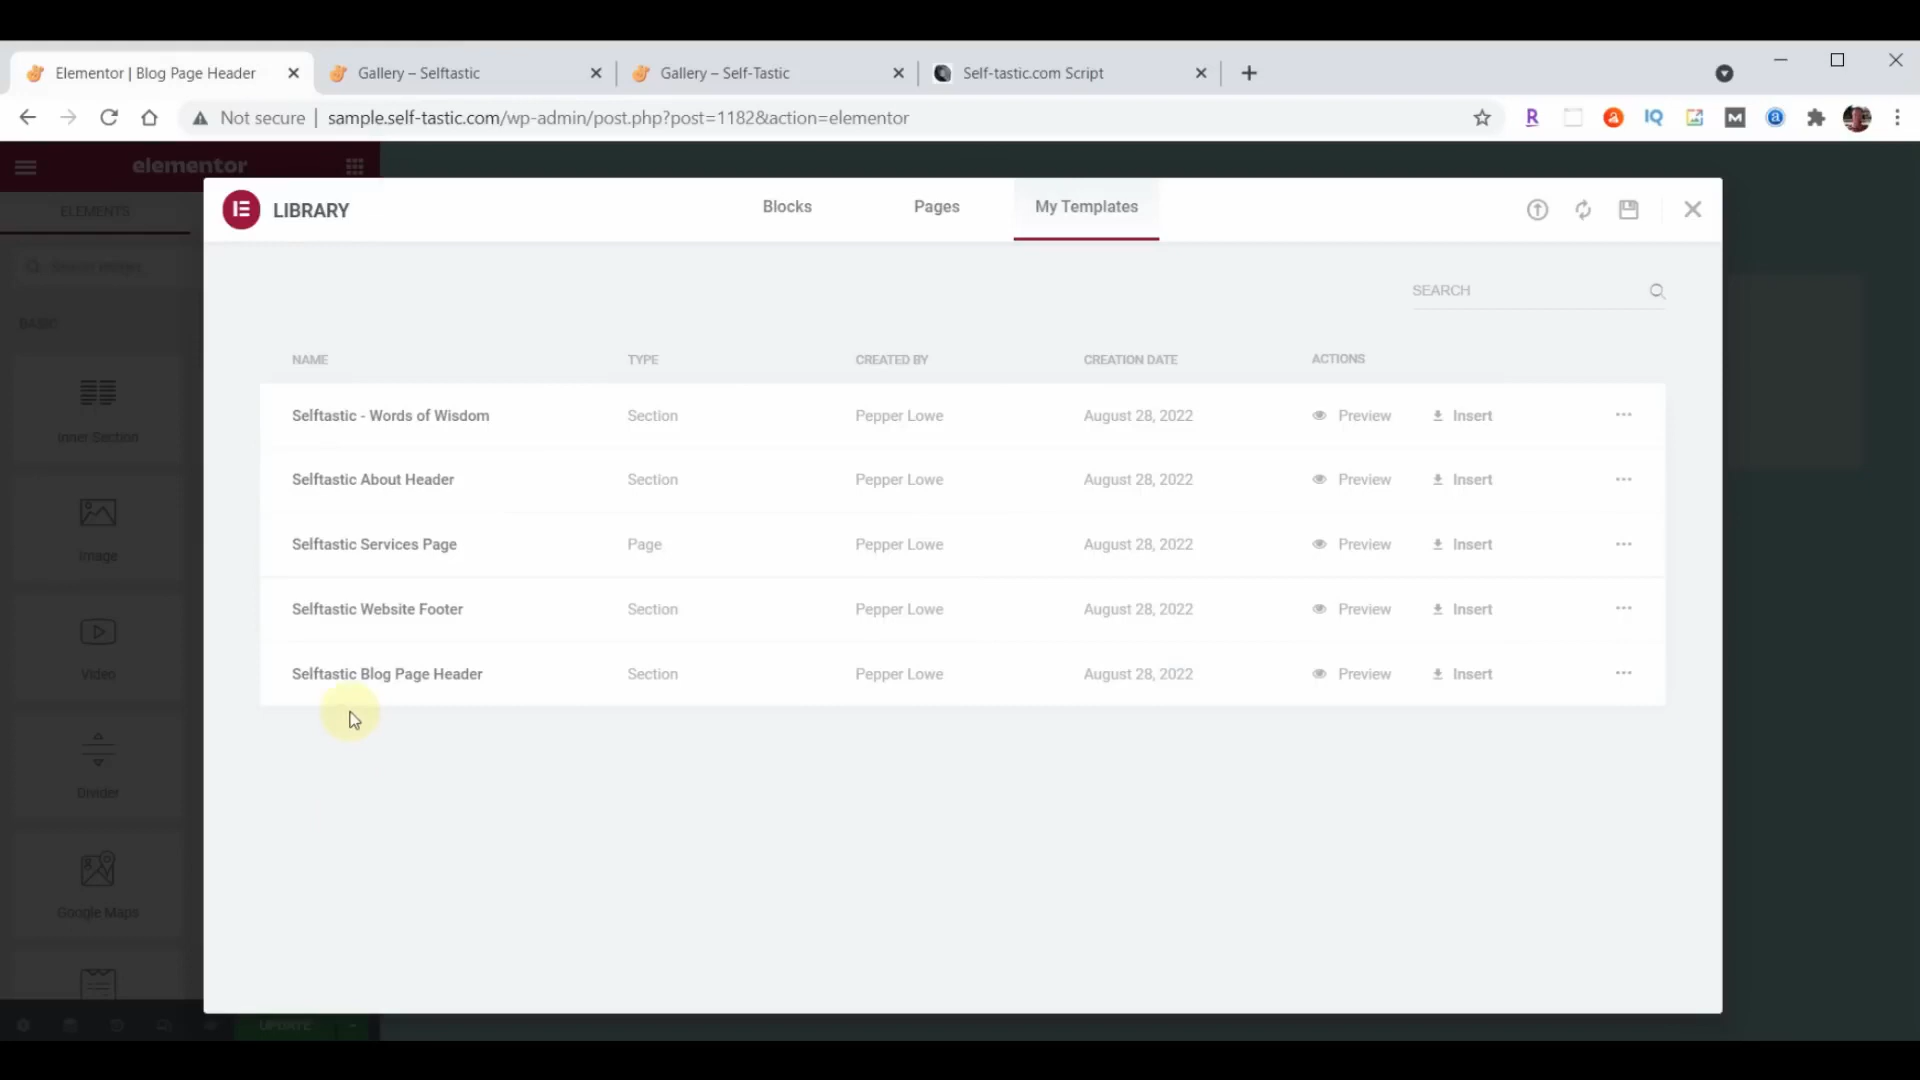 Elementor | Blog Page Header
Gallery – Selftastic
Gallery – Self-Tastic
Self-tastic.com Script
Not secure
sample.self-tastic.com/wp-admin/post.php?post=1182&action=elementor
elementor
ELEMENTS
Search Widget...
BASIC
Inner Section
Image
Video
Divider
Google Maps
UPDATE
LIBRARY
Blocks
Pages
My Templates
SEARCH
NAME TYPE CREATED BY CREATION DATE ACTIONS
Selftastic - Words of Wisdom Section Pepper Lowe August 28, 2022 Preview Insert
Selftastic About Header Section Pepper Lowe August 28, 2022 Preview Insert
Selftastic Services Page Page Pepper Lowe August 28, 2022 Preview Insert
Selftastic Website Footer Section Pepper Lowe August 28, 2022 Preview Insert
Selftastic Blog Page Header Section Pepper Lowe August 28, 2022 Preview Insert